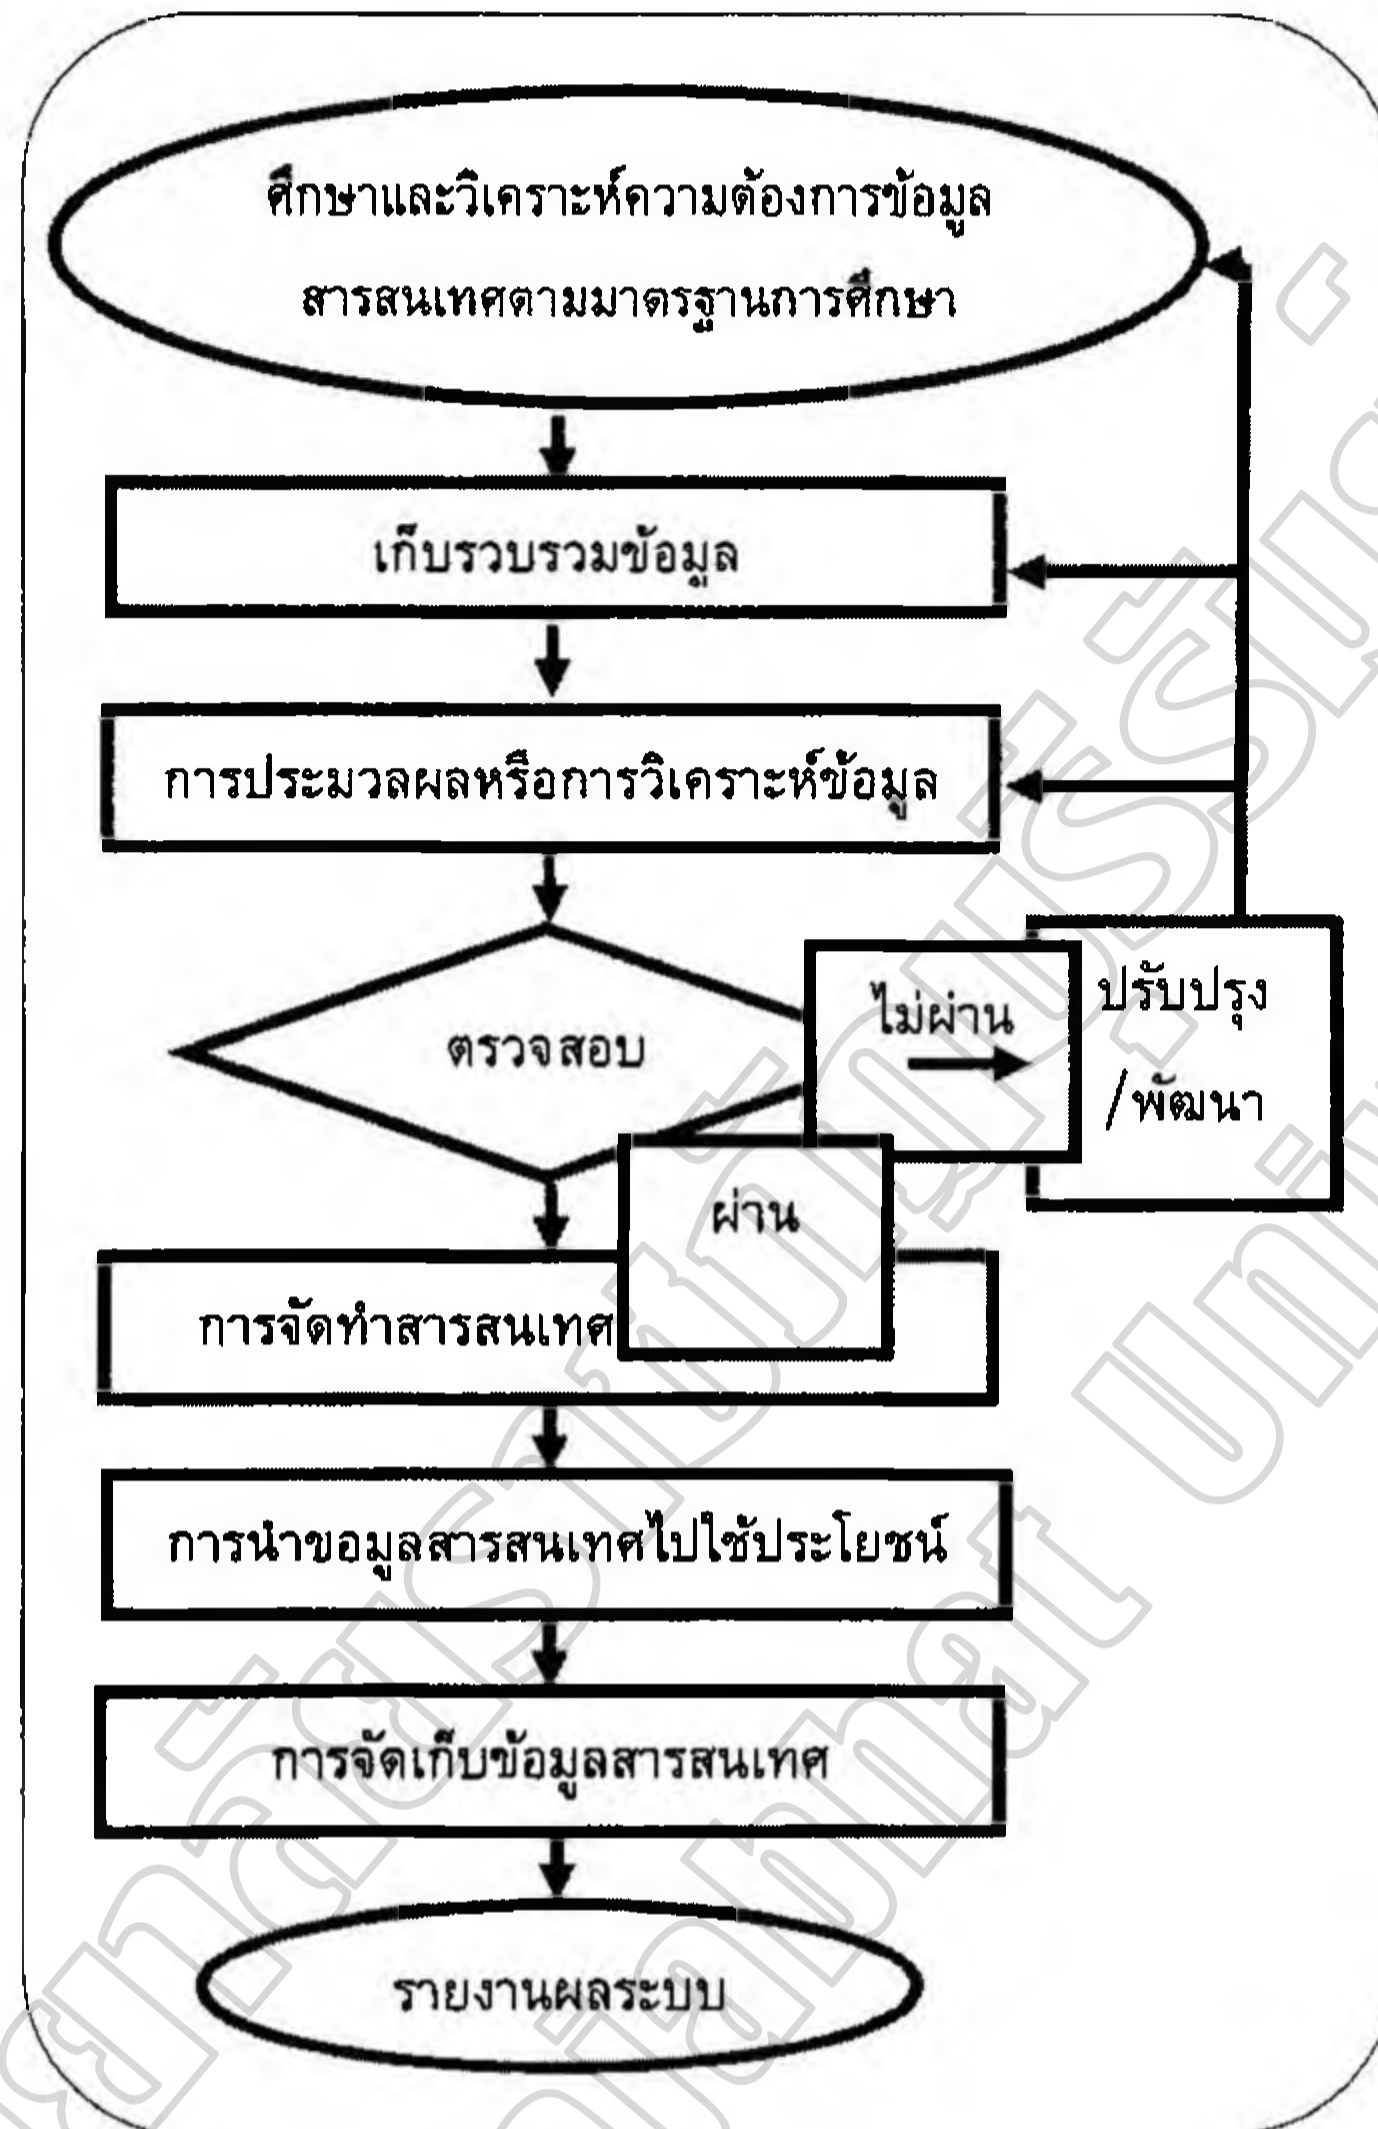 ศึกษาและวิเคราะห์ความต้องการข้อมูล
สารสนเทศตามมาตรฐานการศึกษา
เก็บรวบรวมข้อมูล
การประมวลผลหรือการวิเคราะห์ข้อมูล
ตรวจสอบ
ไม่ผ่าน
ปรับปรุง
/พัฒนา
ผ่าน
การจัดทำสารสนเทศ
การนำขอมูลสารสนเทศไปใช้ประโยชน์
การจัดเก็บข้อมูลสารสนเทศ
รายงานผลระบบ